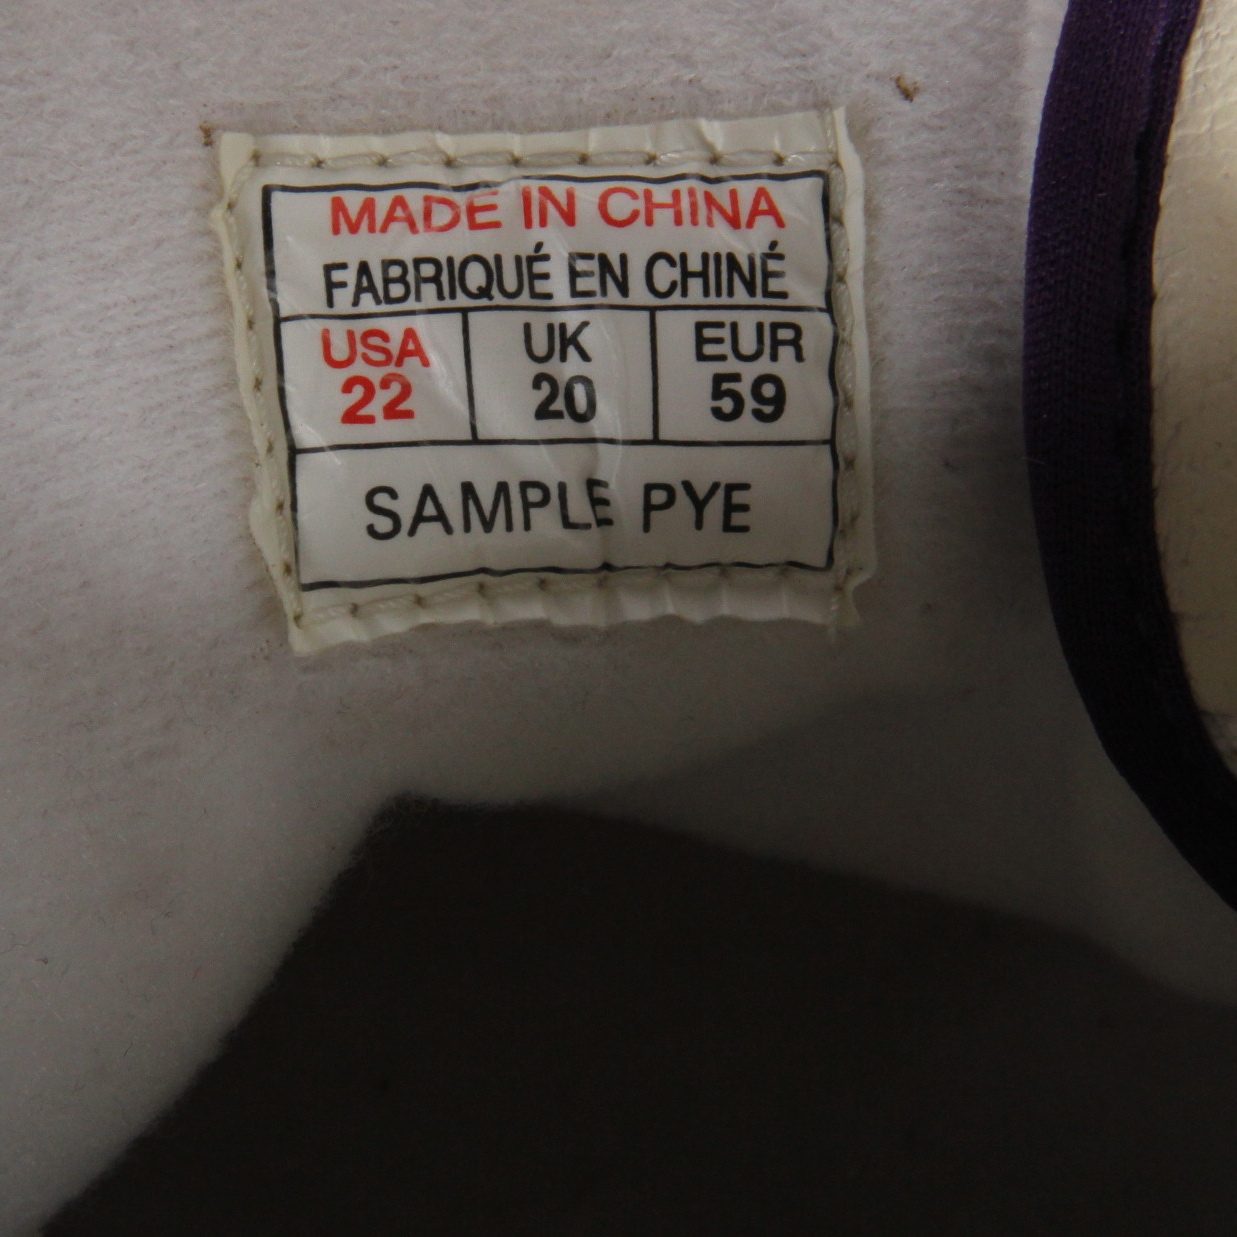 MADE IN CHINA
FABRIQUÉ EN CHINÉ
USA UK EUR
22 20 59
SAMPLE PYE